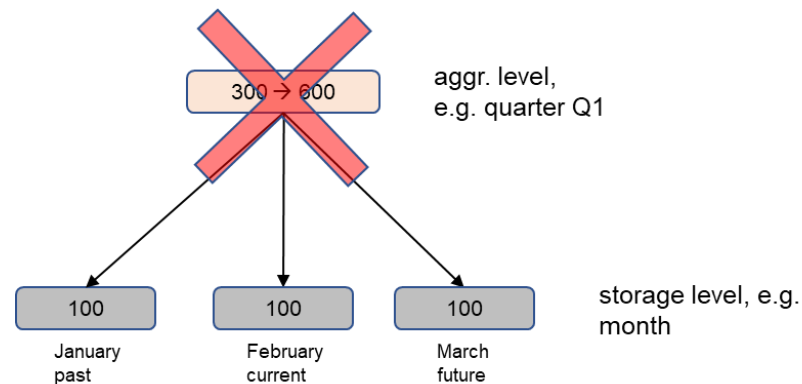 300 → 600
aggr. level,
e.g. quarter Q1
100
100
100
storage level, e.g.
month
January
past
February
current
March
future